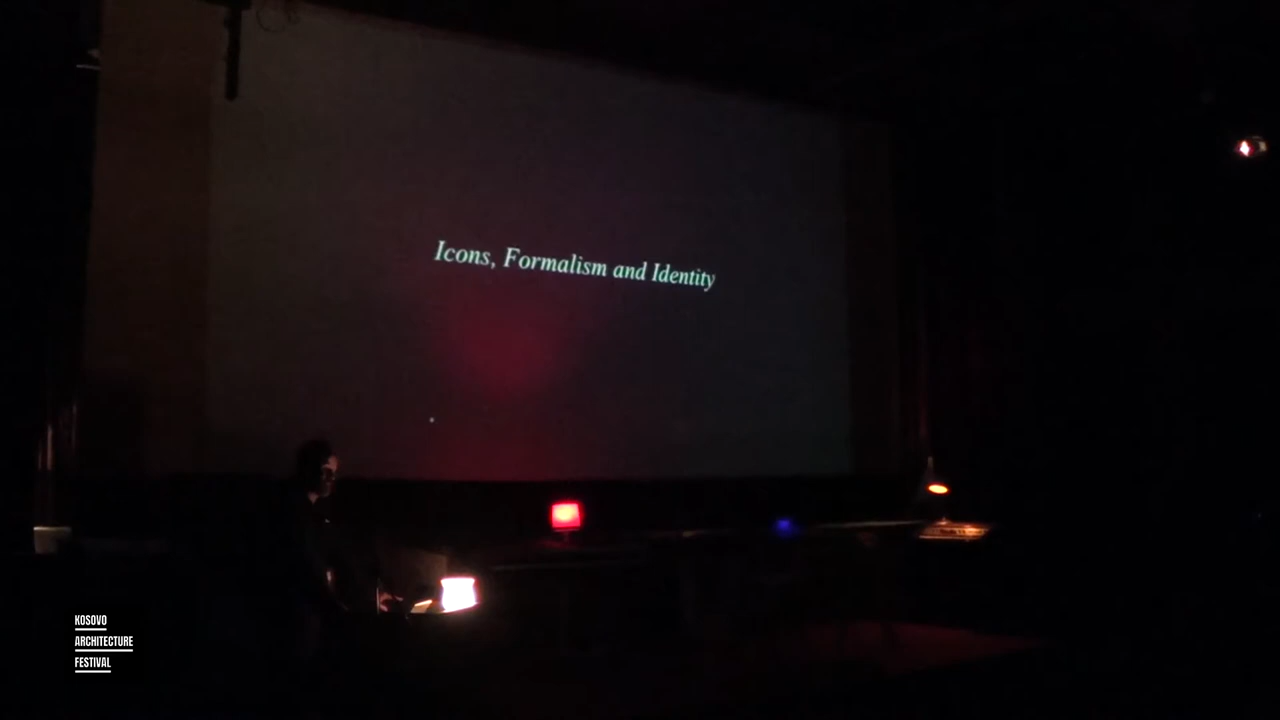 Icons, Formalism and Identity
KOSOVO
ARCHITECTURE
FESTIVAL